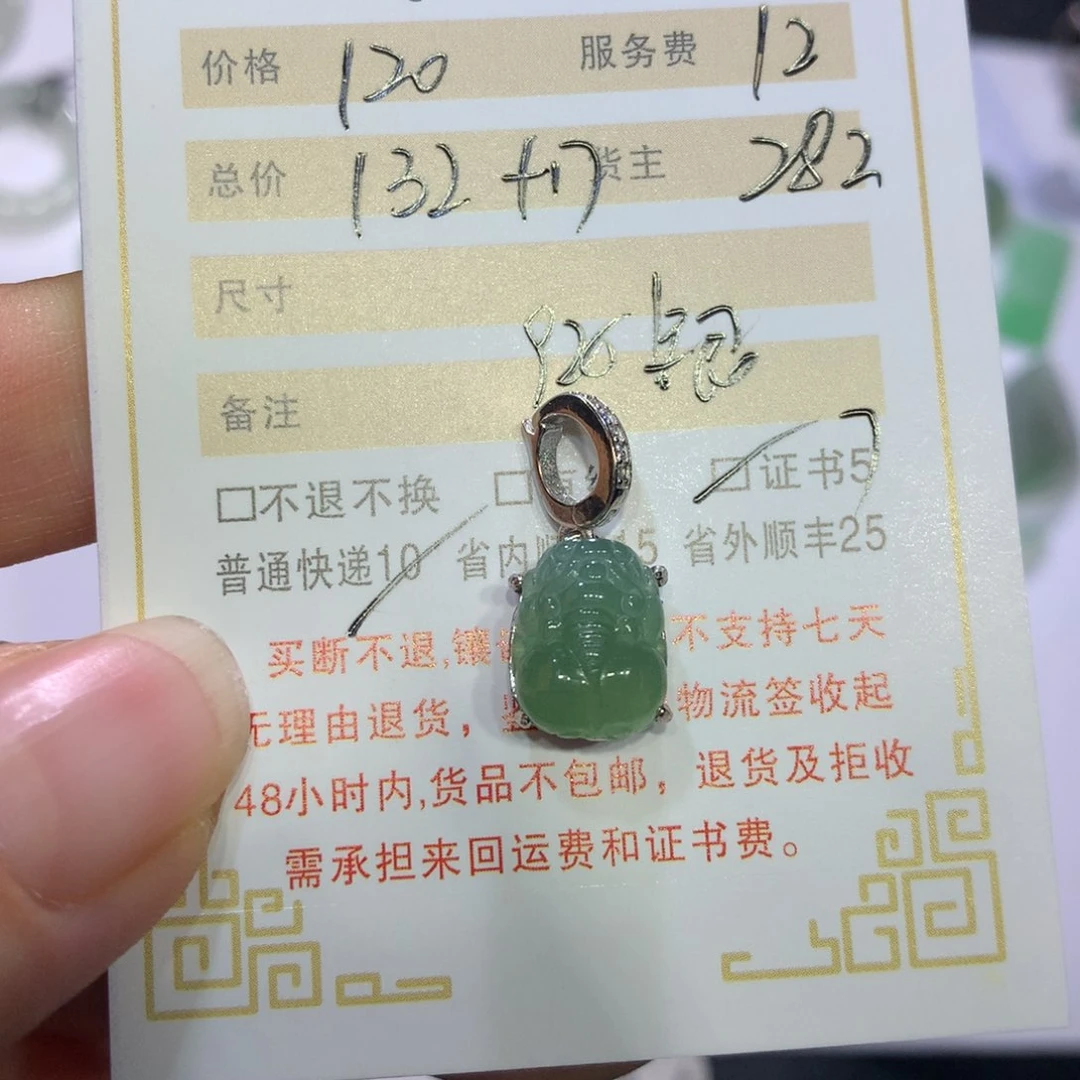 价格 120 服务费 12
总价 132+17 货主 282
尺寸
备注
□不退不换 □ □证书5
普通快递10 省内顺 15 省外顺丰25
买断不退,镶 不支持七天
无理由退货， 物流签收起
48小时内,货品不包邮，退货及拒收
需承担来回运费和证书费。